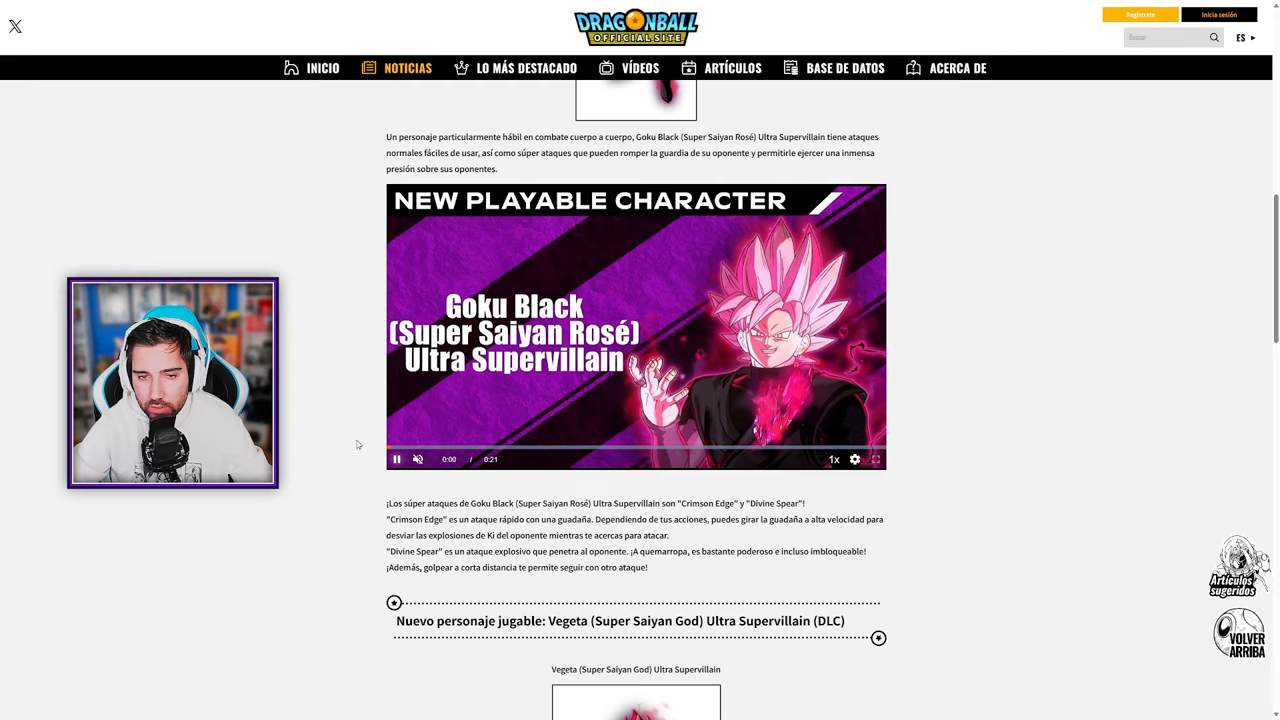 DRAGONBALL
OFFICIAL SITE
Regístrate
Inicia sesión
Buscar
ES
INICIO
NOTICIAS
LO MÁS DESTACADO
VÍDEOS
ARTÍCULOS
BASE DE DATOS
ACERCA DE
Un personaje particularmente hábil en combate cuerpo a cuerpo, Goku Black (Super Saiyan Rosé) Ultra Supervillain tiene ataques
normales fáciles de usar, así como súper ataques que pueden romper la guardia de su oponente y permitirle ejercer una inmensa
presión sobre sus oponentes.
NEW PLAYABLE CHARACTER
Goku Black
(Super Saiyan Rosé)
Ultra Supervillain
0:00 / 0:21
1x
¡Los súper ataques de Goku Black (Super Saiyan Rosé) Ultra Supervillain son "Crimson Edge" y "Divine Spear"!
"Crimson Edge" es un ataque rápido con una guadaña. Dependiendo de tus acciones, puedes girar la guadaña a alta velocidad para
desviar las explosiones de Ki del oponente mientras te acercas para atacar.
"Divine Spear" es un ataque explosivo que penetra al oponente. ¡A quemarropa, es bastante poderoso e incluso imbloqueable!
¡Además, golpear a corta distancia te permite seguir con otro ataque!
Artículos
sugeridos
Nuevo personaje jugable: Vegeta (Super Saiyan God) Ultra Supervillain (DLC)
VOLVER
ARRIBA
Vegeta (Super Saiyan God) Ultra Supervillain